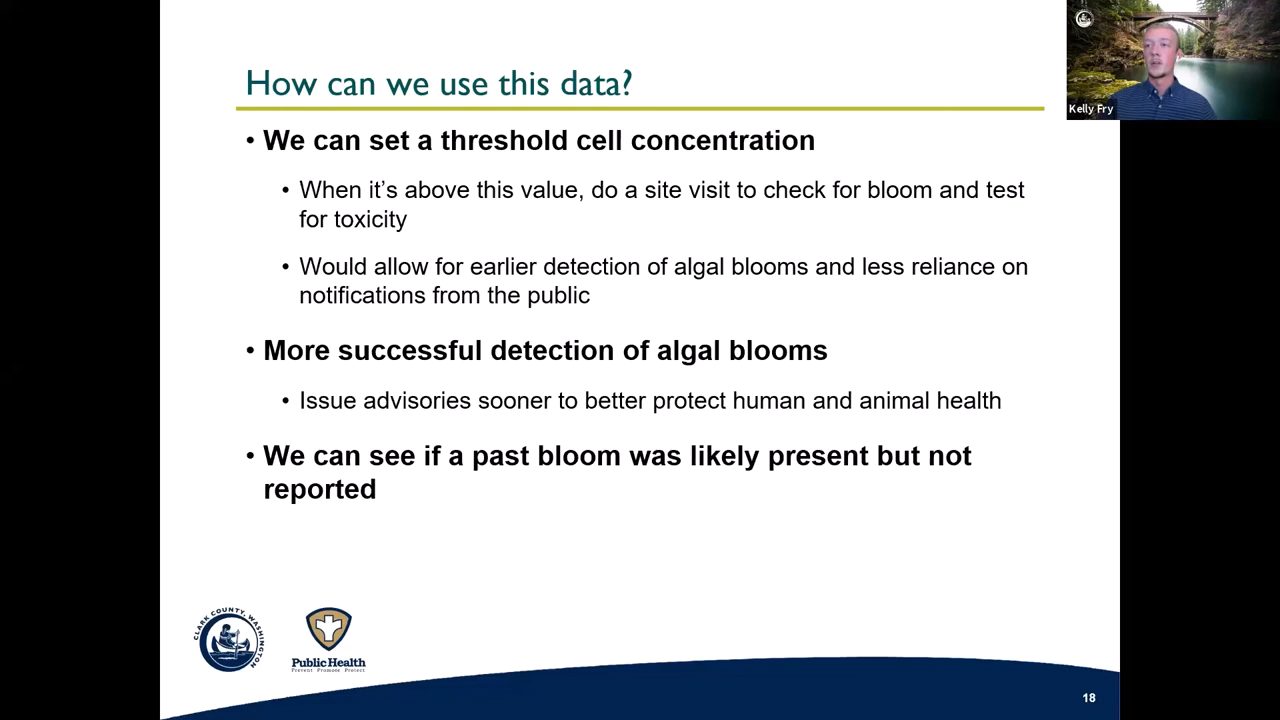 How can we use this data?
• We can set a threshold cell concentration
• When it’s above this value, do a site visit to check for bloom and test
for toxicity
• Would allow for earlier detection of algal blooms and less reliance on
notifications from the public
• More successful detection of algal blooms
• Issue advisories sooner to better protect human and animal health
• We can see if a past bloom was likely present but not
reported
Kelly Fry
CLARK COUNTY, WASHINGTON
Public Health
Prevent Promote Protect
18